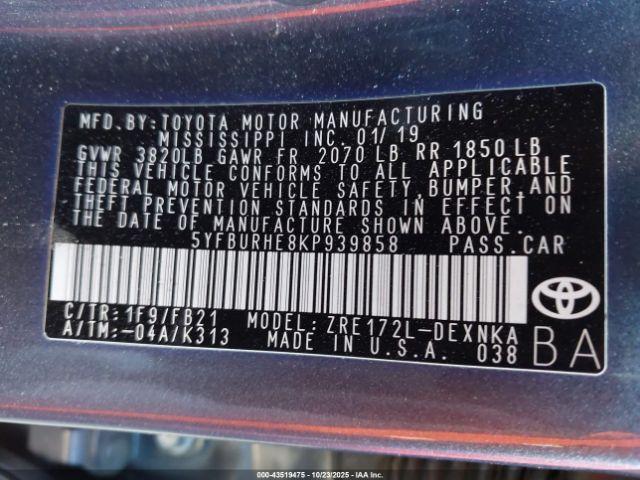 MFD. BY: TOYOTA MOTOR MANUFACTURING
MISSISSIPPI INC. 01/19
GVWR 3820LB GAWR FR 2070 LB RR 1850 LB
THIS VEHICLE CONFORMS TO ALL APPLICABLE
FEDERAL MOTOR VEHICLE SAFETY, BUMPER, AND
THEFT PREVENTION STANDARDS IN EFFECT ON
THE DATE OF MANUFACTURE SHOWN ABOVE.
5YFBURHE8KP939858 PASS.CAR
C/TR: 1F9/FB21 MODEL: ZRE172L-DEXNKA
A/TM:-04A/K313 MADE IN U.S.A. 038
BA
00-43519475 - 10/23/2025 - IAA Inc.